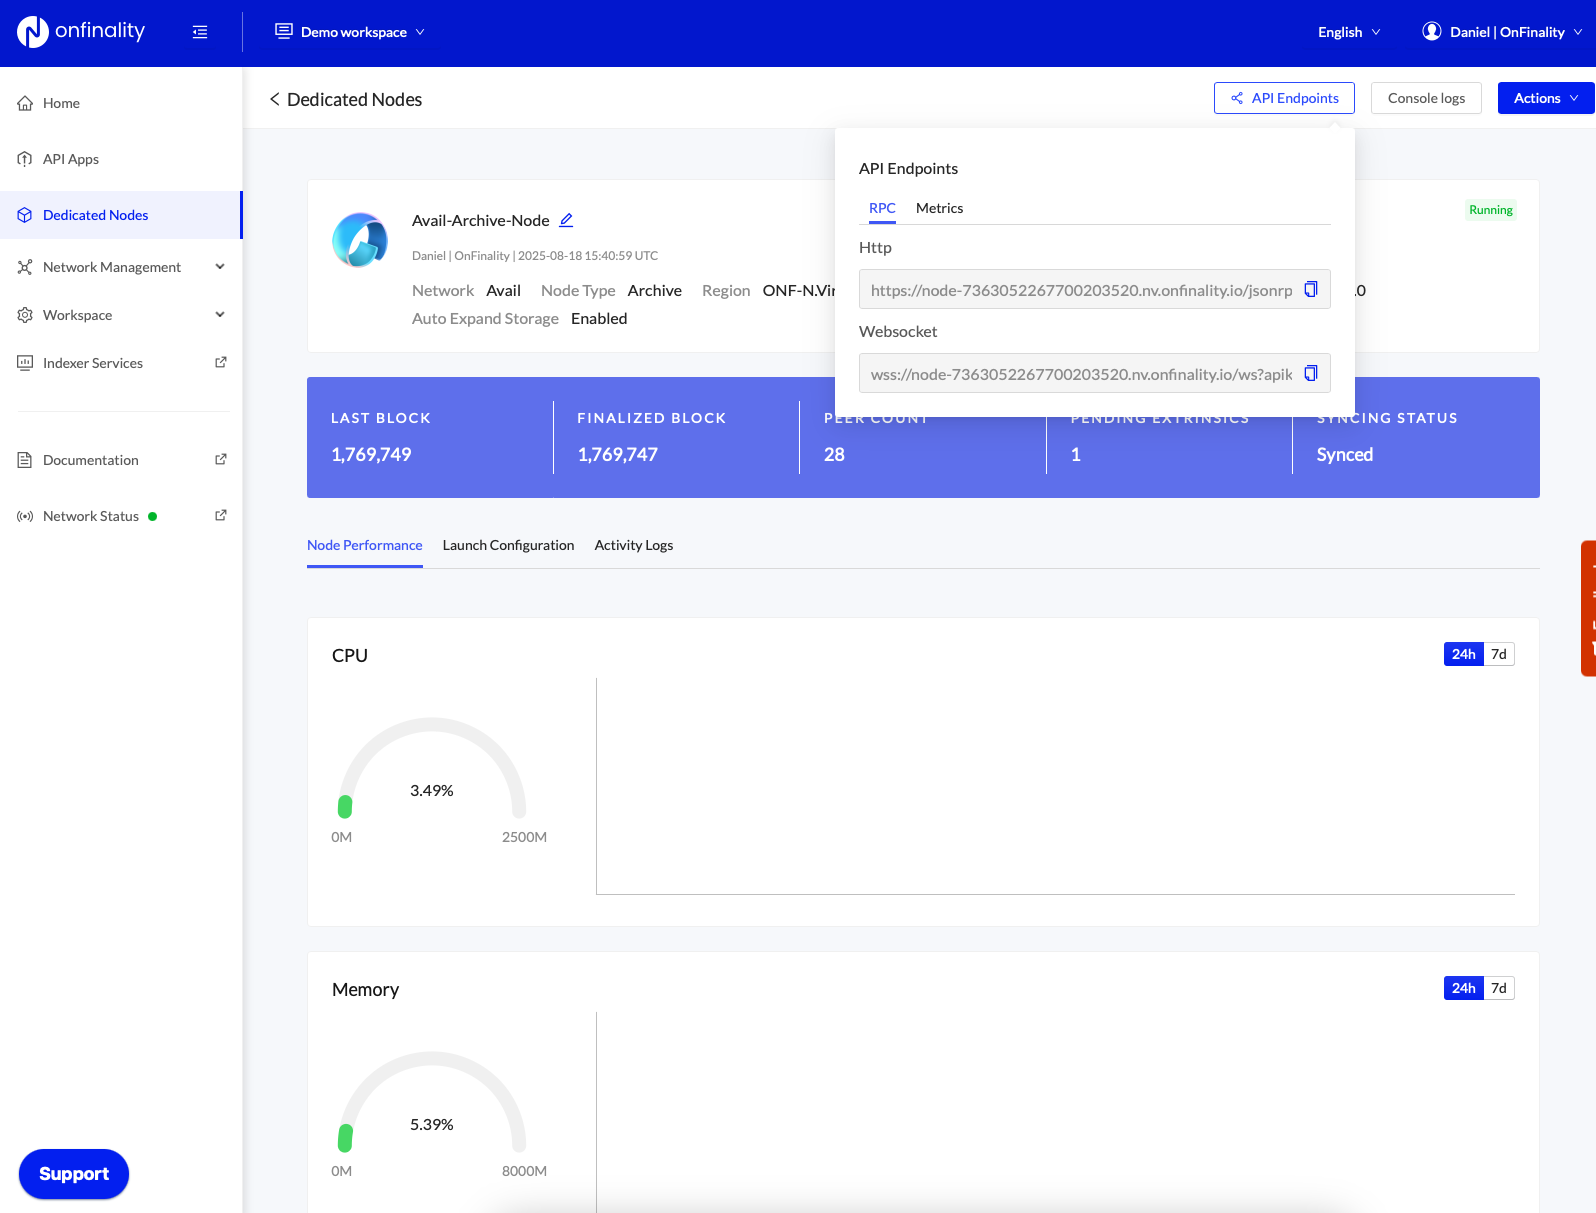 onfinality
Demo workspace
English
Daniel | OnFinality
Home
API Apps
Dedicated Nodes
Network Management
Workspace
Indexer Services
Documentation
Network Status
Support
Dedicated Nodes
API Endpoints
Console logs
Actions
API Endpoints
RPC Metrics
Http
https://node-7363052267700203520.nv.onfinality.io/jsonrp
Websocket
wss://node-7363052267700203520.nv.onfinality.io/ws?apik
Avail-Archive-Node
Running
Daniel | OnFinality | 2025-08-18 15:40:59 UTC
Network Avail Node Type Archive Region ONF-N.Vir .0
Auto Expand Storage Enabled
LAST BLOCK FINALIZED BLOCK PEER COUNT PENDING EXTRINSICS SYNCING STATUS
1,769,749 1,769,747 28 1 Synced
Node Performance Launch Configuration Activity Logs
CPU
24h 7d
3.49%
0M 2500M
Memory
24h 7d
5.39%
0M 8000M